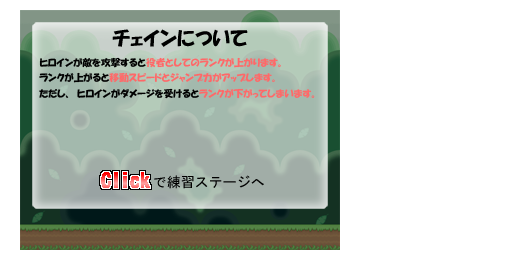 チェインについて
ヒロインが敵を攻撃すると役者としてのランクが上がります。
ランクが上がると移動スピードとジャンプ力がアップします。
ただし、ヒロインがダメージを受けるとランクが下がってしまいます。
Clickで練習ステージへ